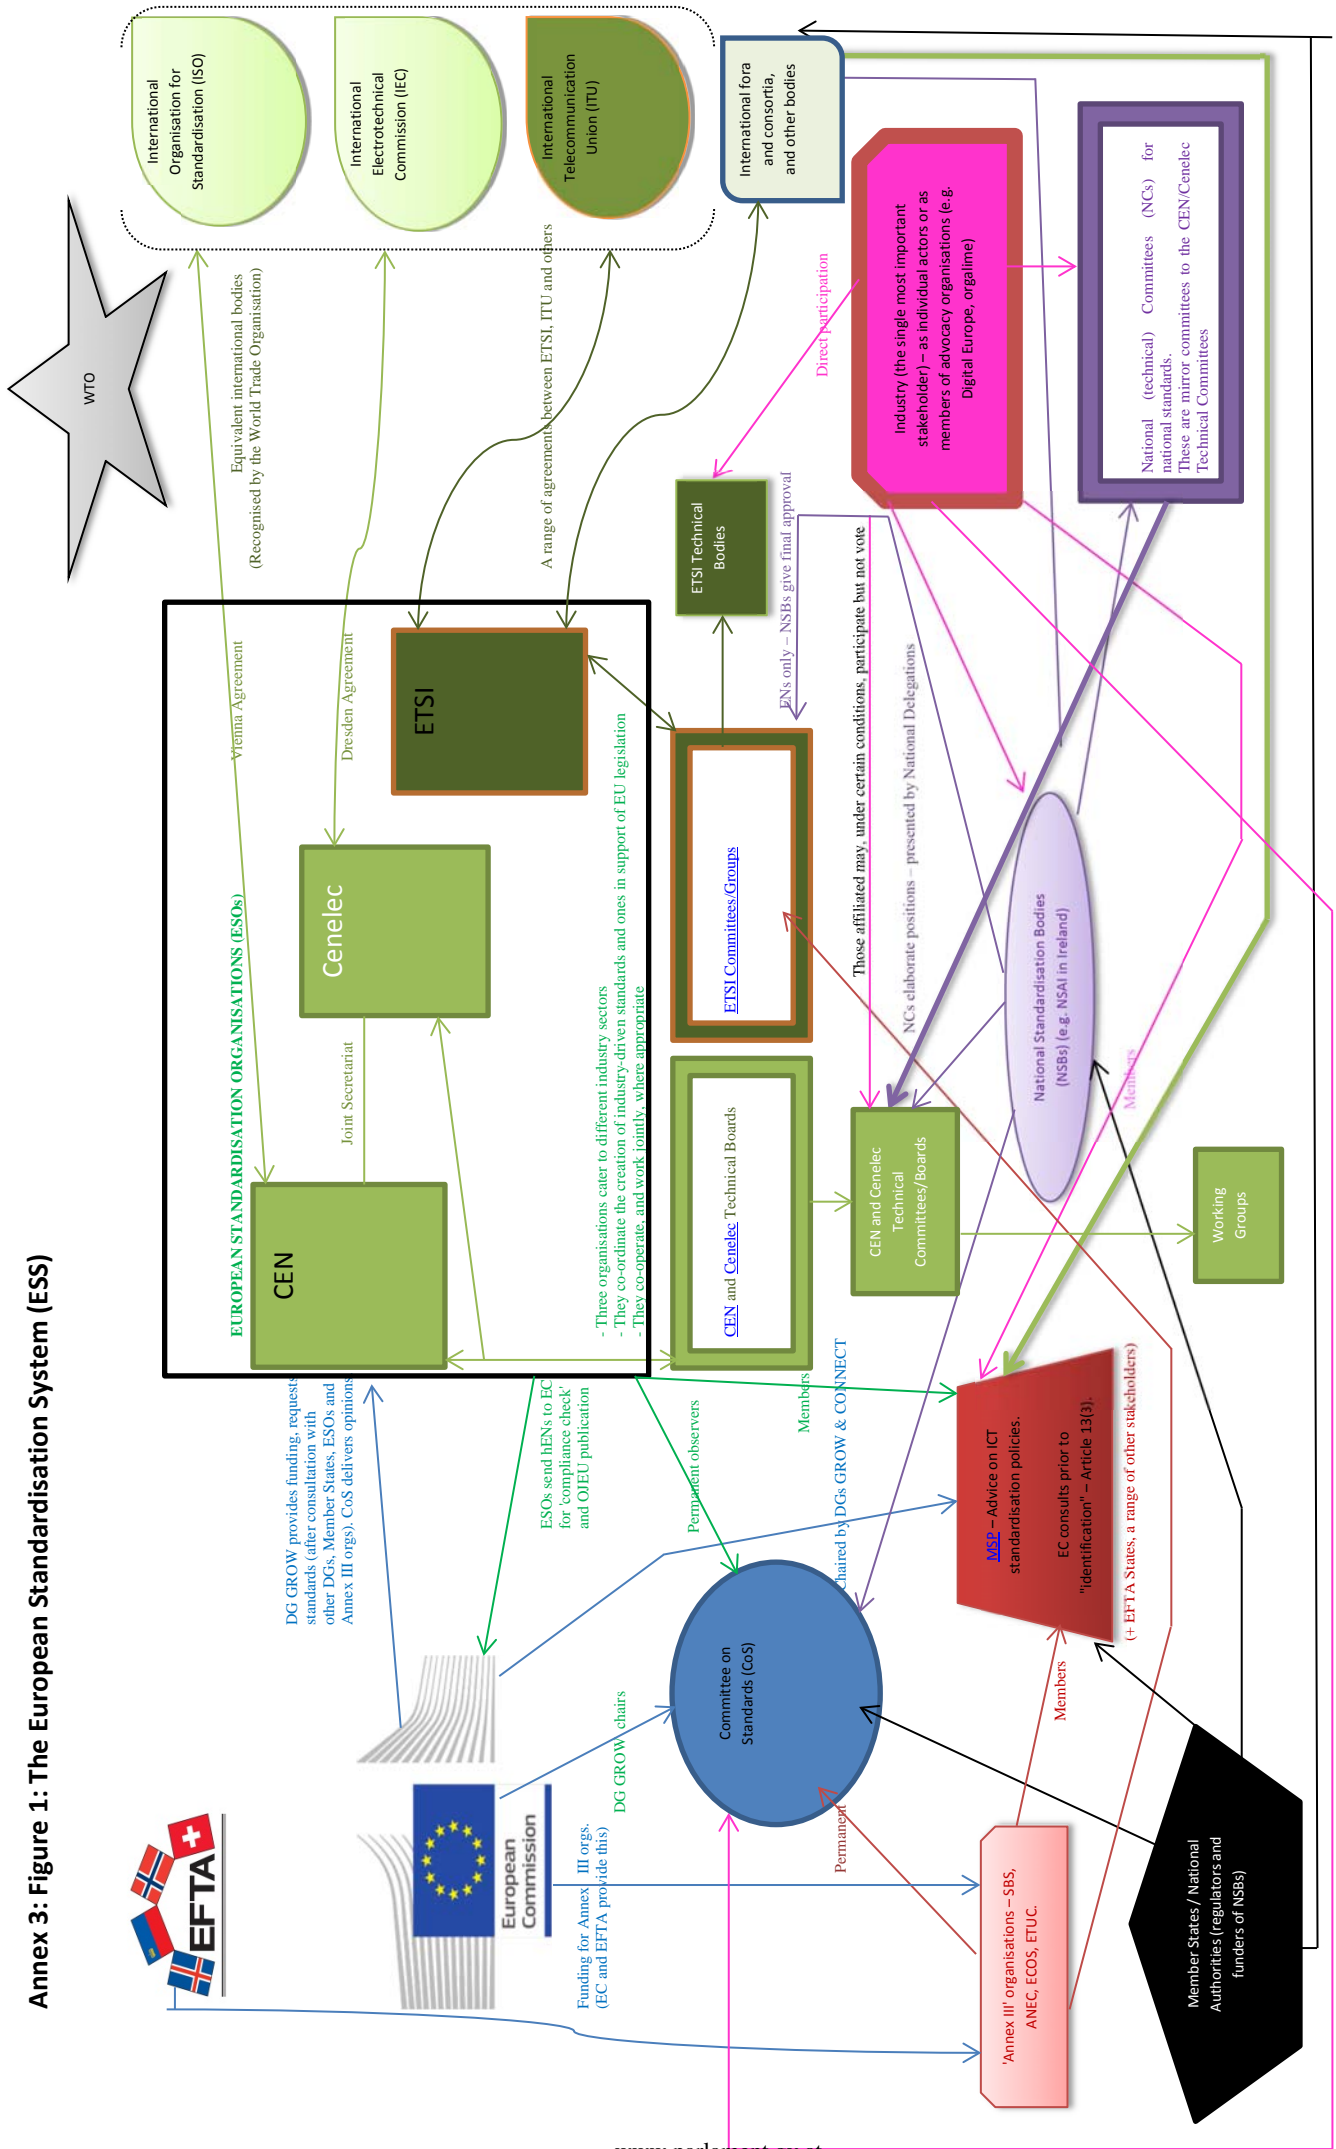 Annex 3: Figure 1: The European Standardisation System (ESS)
EFTA
European
Commission
DG GROW provides funding, requests
standards (after consultation with
other DGs, Member States, ESOs and
Annex III orgs). CoS delivers opinions
EUROPEAN STANDARDISATION ORGANISATIONS (ESOs)
CEN
Joint Secretariat
Cenelec
ETSI
Vienna Agreement
Dresden Agreement
- Three organisations cater to different industry sectors
- They co-ordinate the creation of industry-driven standards and ones in support of EU legislation
- They co-operate, and work jointly, where appropriate
WTO
Equivalent international bodies
(Recognised by the World Trade Organisation)
A range of agreements between ETSI, ITU and others
International
Organisation for
Standardisation (ISO)
International
Electrotechnical
Commission (IEC)
International
Telecommunication
Union (ITU)
International fora
and consortia,
and other bodies
ESOs send hENs to EC
for 'compliance check'
and OJEU publication
Funding for Annex III orgs.
(EC and EFTA provide this)
DG GROW chairs
Permanent observers
Members
Committee on
Standards (CoS)
CEN and Cenelec Technical Boards
ETSI Committees/Groups
ETSI Technical
Bodies
ENs only – NSBs give final approval
Direct participation
Permanent
Chaired by DGs GROW & CONNECT
CEN and Cenelec
Technical
Committees/Boards
Those affiliated may, under certain conditions, participate but not vote
NCs elaborate positions – presented by National Delegations
Industry (the single most important
stakeholder) – as individual actors or as
members of advocacy organisations (e.g.
Digital Europe, orgalime)
'Annex III' organisations – SBS,
ANEC, ECOS, ETUC.
Members
MSP – Advice on ICT
standardisation policies.
EC consults prior to
"identification" – Article 13(3).
(+ EFTA States, a range of other stakeholders)
Members
National Standardisation Bodies
(NSBs) (e.g. NSAI in Ireland)
National (technical) Committees (NCs) for
national standards.
These are mirror committees to the CEN/Cenelec
Technical Committees
Working
Groups
Member States / National
Authorities (regulators and
funders of NSBs)